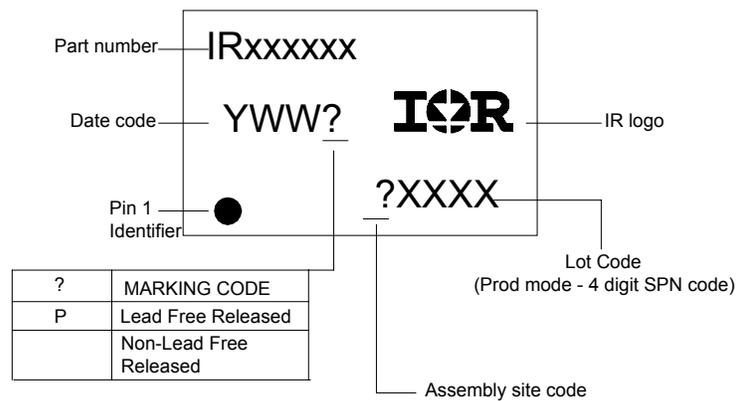 Part number
IRxxxxxx
Date code
YWW?
IOR
IR logo
?XXXX
Pin 1
Identifier
Lot Code
(Prod mode - 4 digit SPN code)
? MARKING CODE
P Lead Free Released
Non-Lead Free
Released
Assembly site code